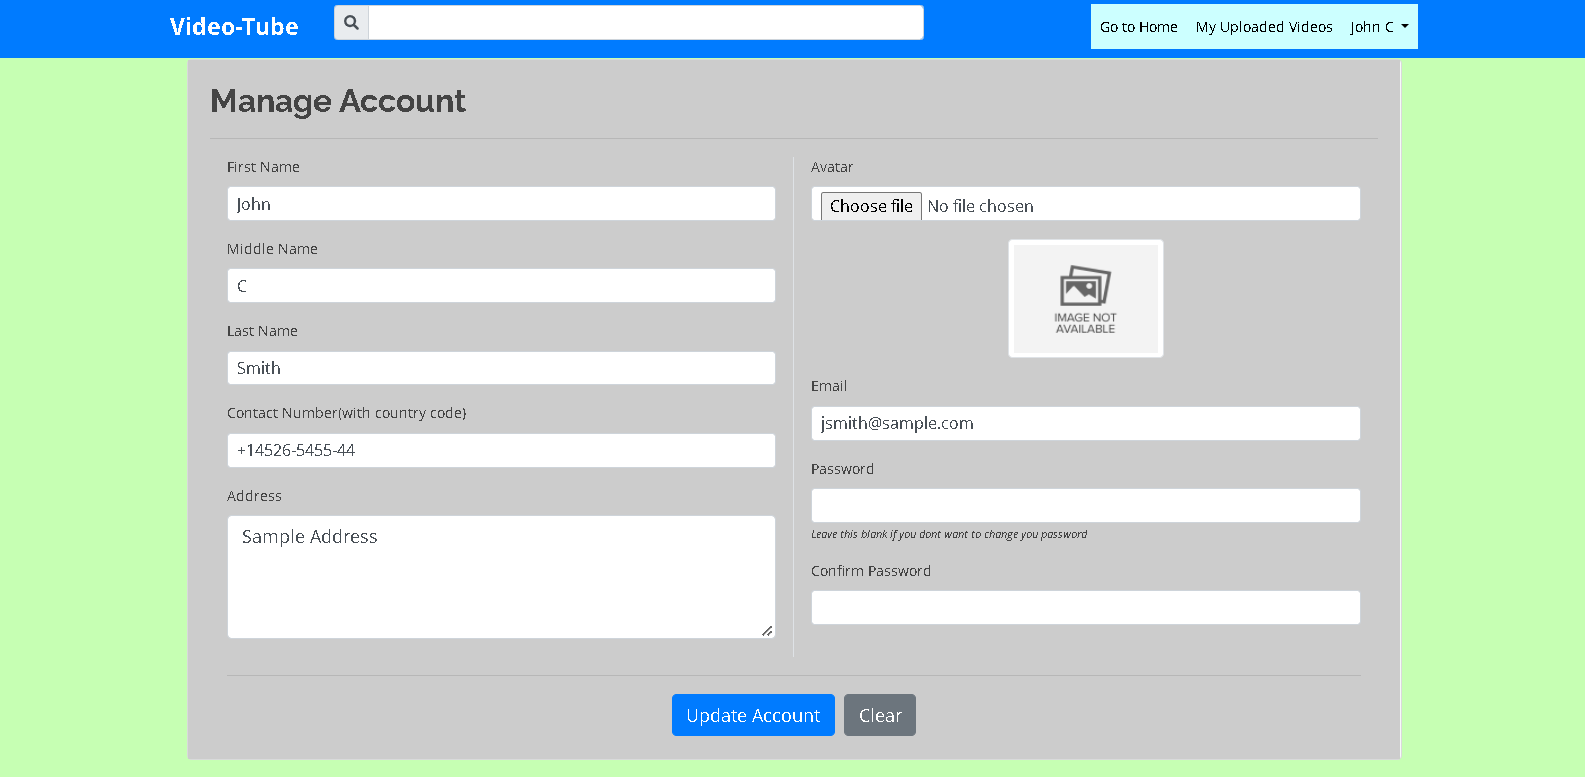 Video-Tube
Go to Home My Uploaded Videos John C
Manage Account
First Name
John
Middle Name
C
Last Name
Smith
Contact Number(with country code)
+14526-5455-44
Address
Sample Address
Avatar
Choose file No file chosen
IMAGE NOT
AVAILABLE
Email
jsmith@sample.com
Password
Leave this blank if you dont want to change you password
Confirm Password
Update Account Clear